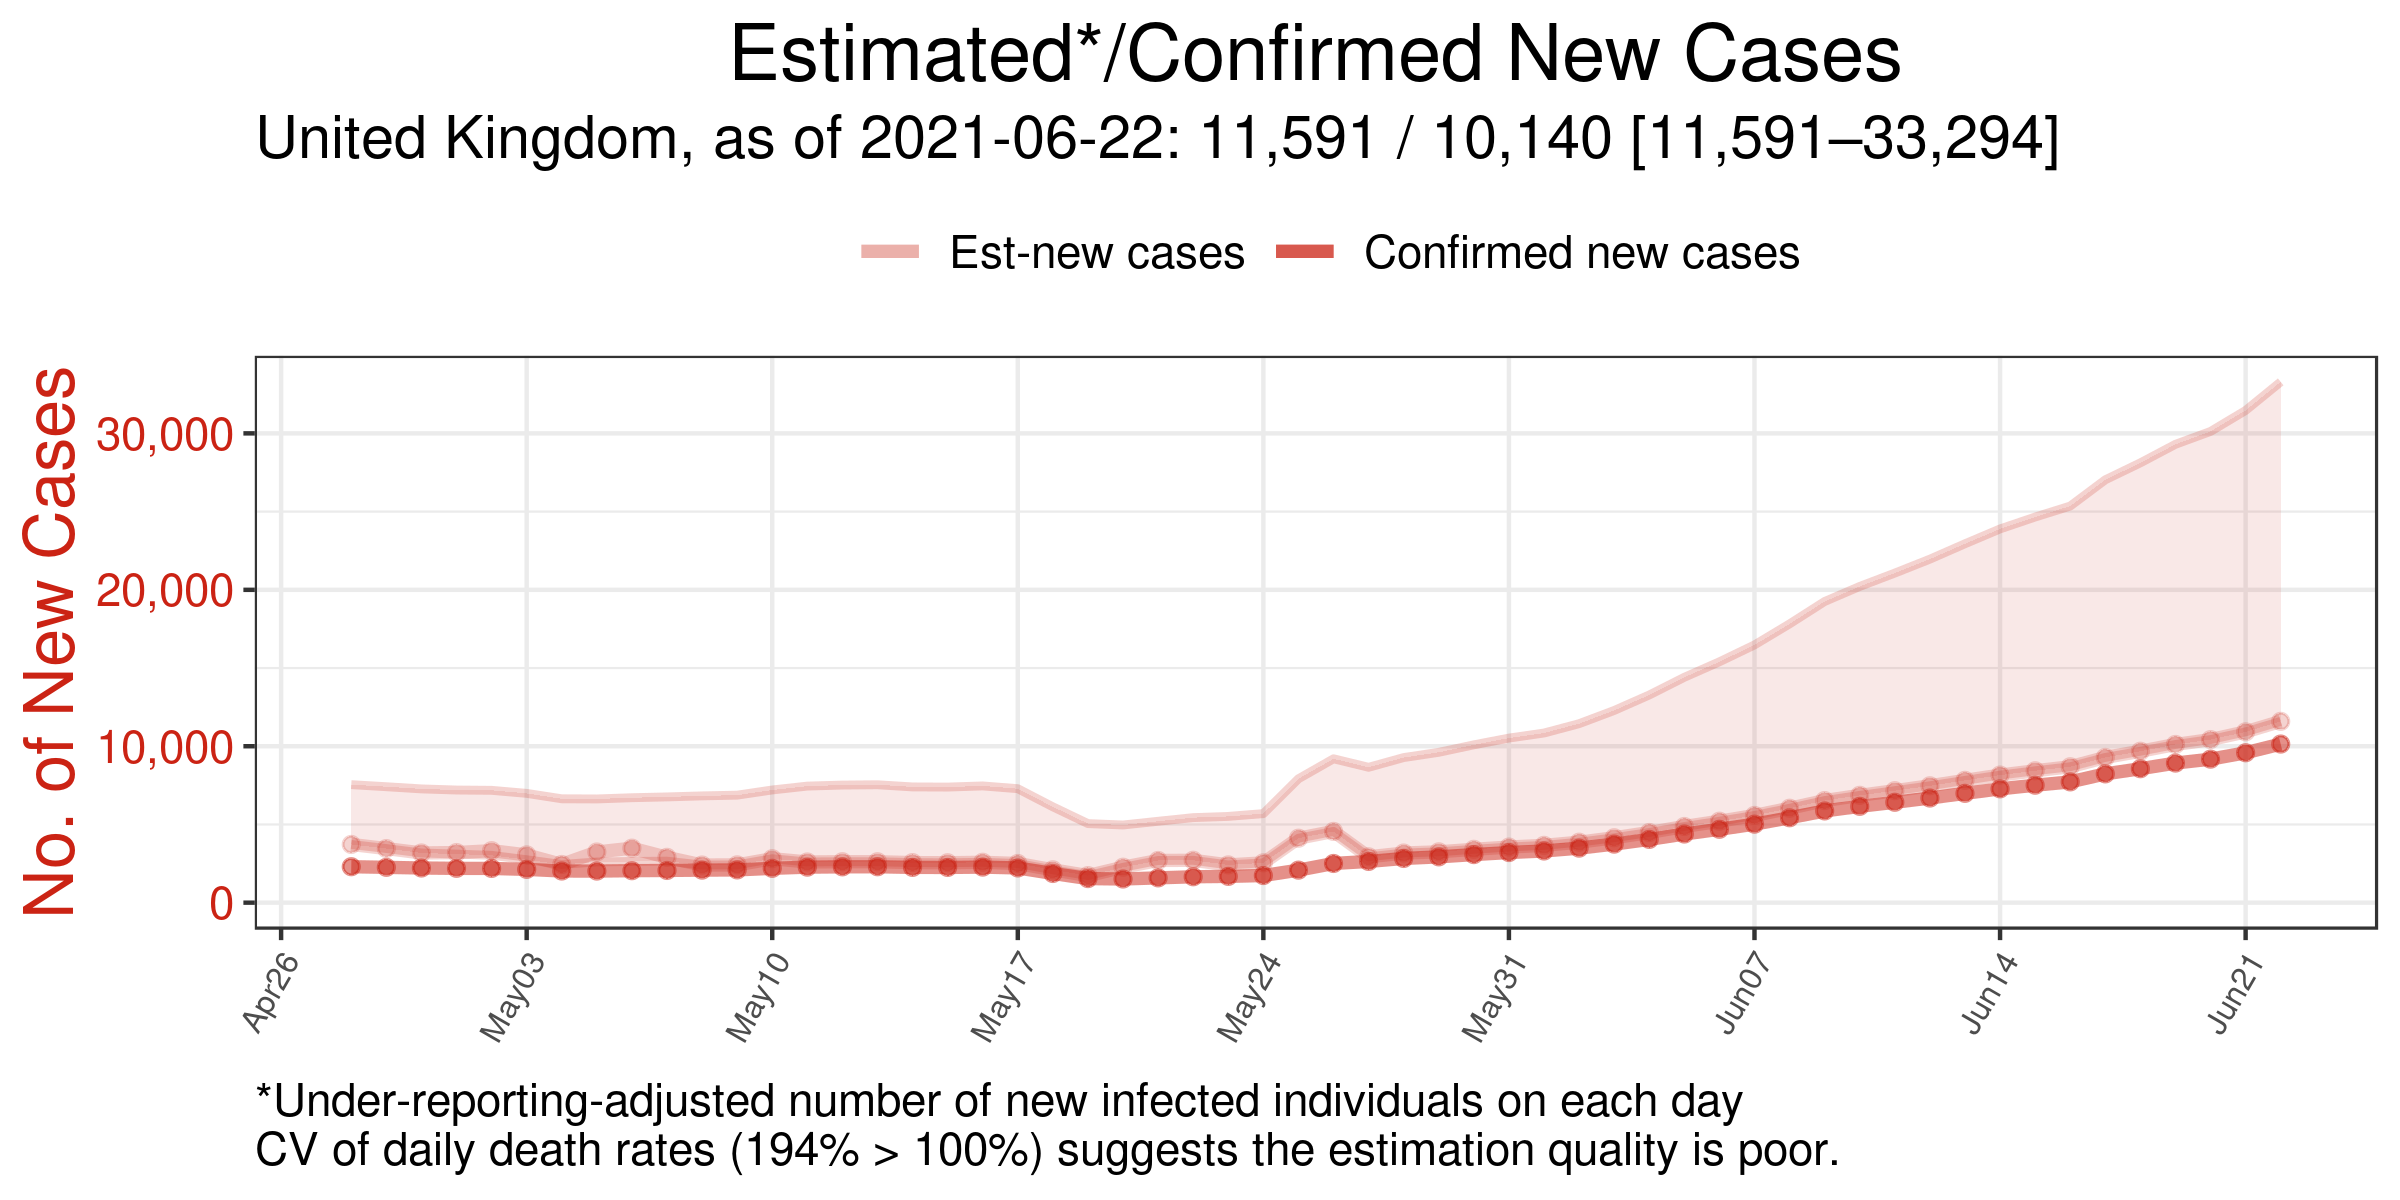 Estimated*/Confirmed New Cases
United Kingdom, as of 2021-06-22: 11,591 / 10,140 [11,591–33,294]
Est-new cases
Confirmed new cases
No. of New Cases
30,000
20,000
10,000
0
Apr26
May03
May10
May17
May24
May31
Jun07
Jun14
Jun21
*Under-reporting-adjusted number of new infected individuals on each day
CV of daily death rates (194% > 100%) suggests the estimation quality is poor.